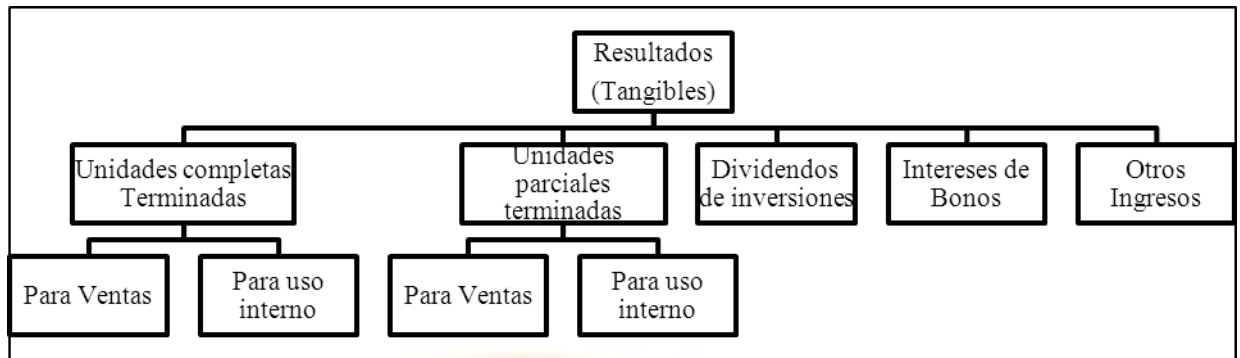 Resultados
(Tangibles)
Unidades completas
Terminadas
Unidades
parciales
terminadas
Dividendos
de inversiones
Intereses de
Bonos
Otros
Ingresos
Para Ventas
Para uso
interno
Para Ventas
Para uso
interno